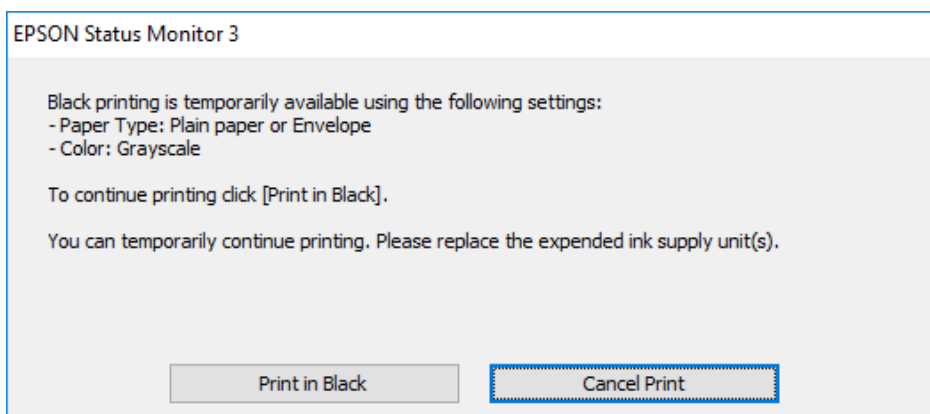 EPSON Status Monitor 3
Black printing is temporarily available using the following settings:
- Paper Type: Plain paper or Envelope
- Color: Grayscale
To continue printing click [Print in Black].
You can temporarily continue printing. Please replace the expended ink supply unit(s).
Print in Black
Cancel Print